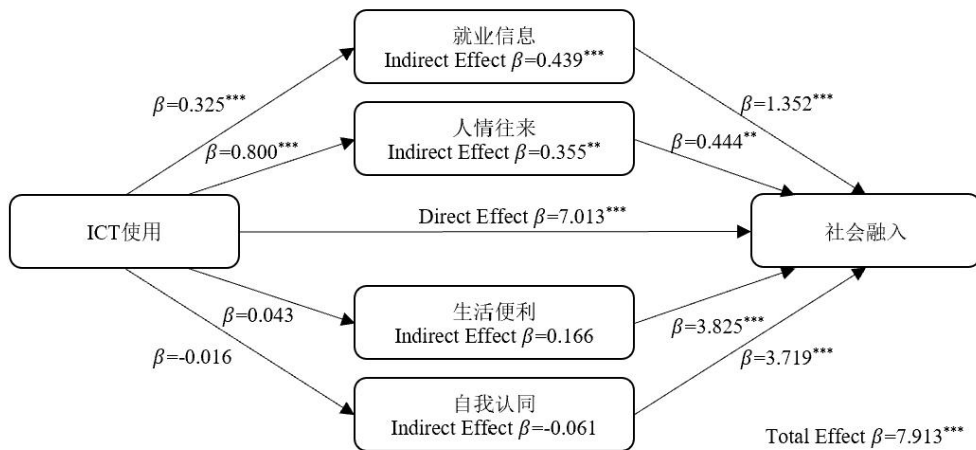 就业信息
Indirect Effect β=0.439***
β=0.325***
β=1.352***
人情往来
Indirect Effect β=0.355**
β=0.800***
β=0.444**
Direct Effect β=7.013***
ICT使用
社会融入
生活便利
Indirect Effect β=0.166
β=0.043
β=3.825***
β=-0.016
β=3.719***
自我认同
Indirect Effect β=-0.061
Total Effect β=7.913***